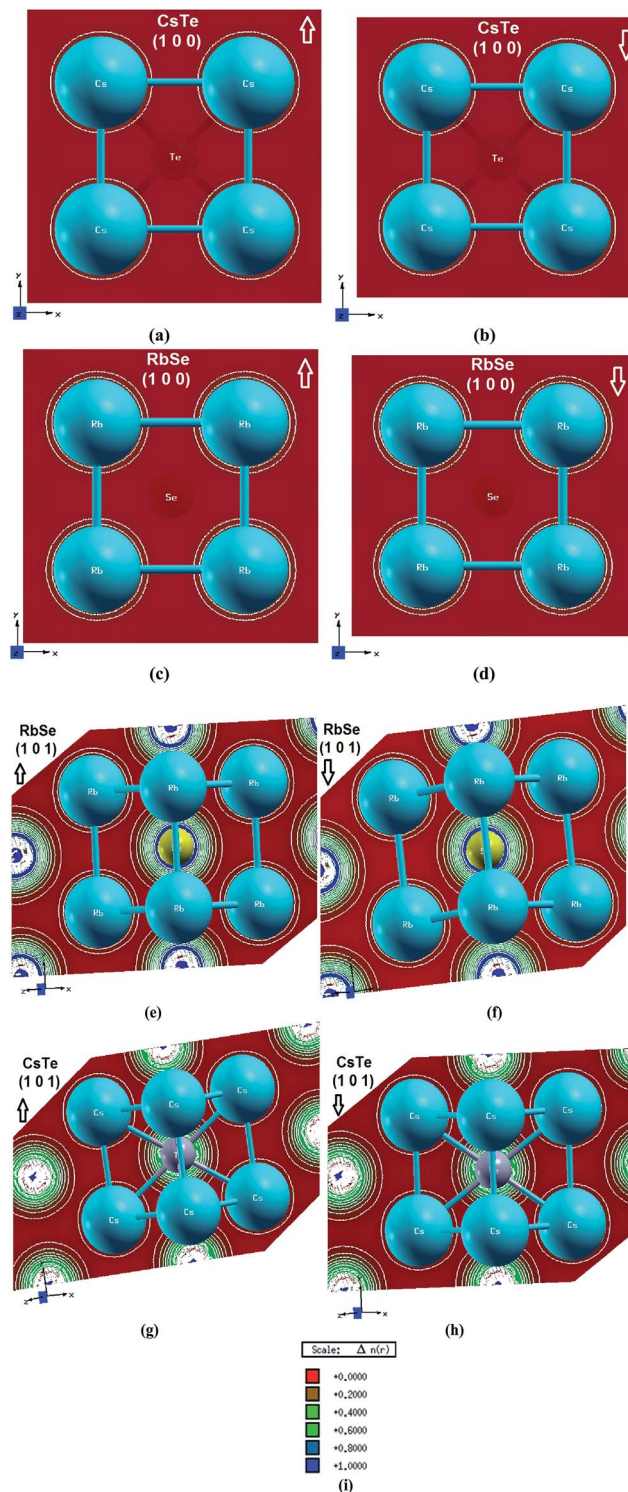 CsTe
(1 0 0)
Cs
Cs
Te
Cs
Cs
Y
Z
X
(a)
CsTe
(1 0 0)
Cs
Cs
Te
Cs
Cs
Y
Z
X
(b)
RbSe
(1 0 0)
Rb
Rb
Se
Rb
Rb
Y
Z
X
(c)
RbSe
(1 0 0)
Rb
Rb
Se
Rb
Rb
Y
Z
X
(d)
RbSe
(1 0 1)
Rb
Rb
Rb
Rb
Rb
Rb
Z
X
(e)
RbSe
(1 0 1)
Rb
Rb
Rb
Rb
Rb
Rb
(f)
CsTe
(1 0 1)
Cs
Cs
Cs
Cs
Cs
Cs
Z
X
(g)
CsTe
(1 0 1)
Cs
Cs
Cs
Cs
Cs
Cs
Z
X
(h)
Scale: Δ n(r)
+0.0000
+0.2000
+0.4000
+0.6000
+0.8000
+1.0000
(i)